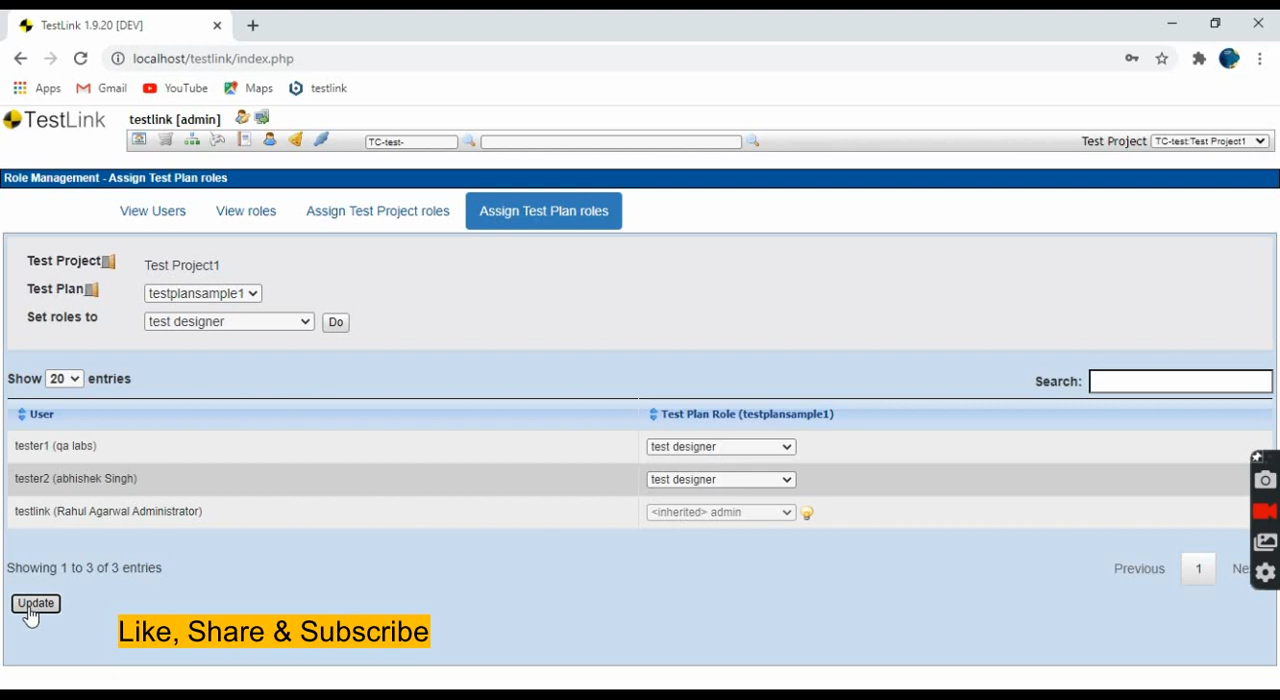 TestLink 1.9.20 [DEV]
localhost/testlink/index.php
Apps Gmail YouTube Maps testlink
TestLink testlink [admin]
TC-test- Test Project TC-test:Test Project1
Role Management - Assign Test Plan roles
View Users View roles Assign Test Project roles Assign Test Plan roles
Test Project Test Project1
Test Plan testplansample1
Set roles to test designer Do
Show 20 entries Search:
User Test Plan Role (testplansample1)
tester1 (qa labs) test designer
tester2 (abhishek Singh) test designer
testlink (Rahul Agarwal Administrator) <inherited> admin
Showing 1 to 3 of 3 entries Previous 1 Ne
Update
Like, Share & Subscribe